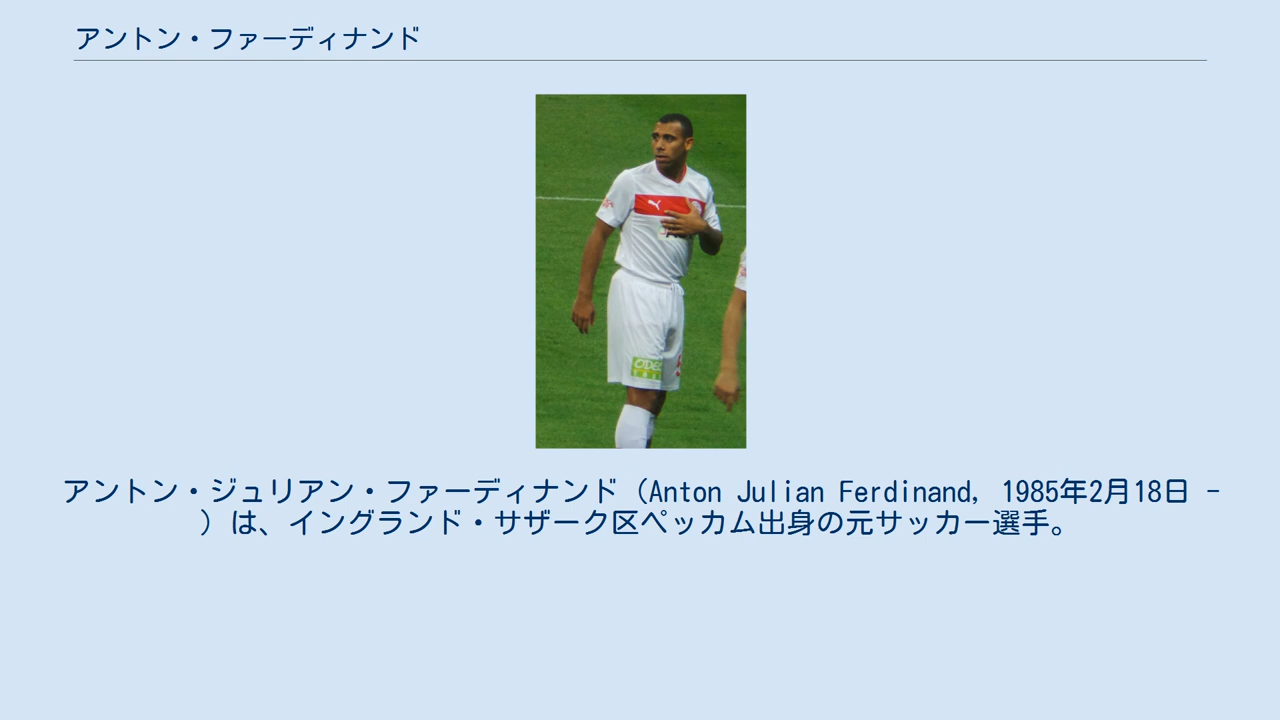 アントン・ファーディナンド
アントン・ジュリアン・ファーディナンド（Anton Julian Ferdinand, 1985年2月18日 -
）は、イングランド・サザーク区ペッカム出身の元サッカー選手。